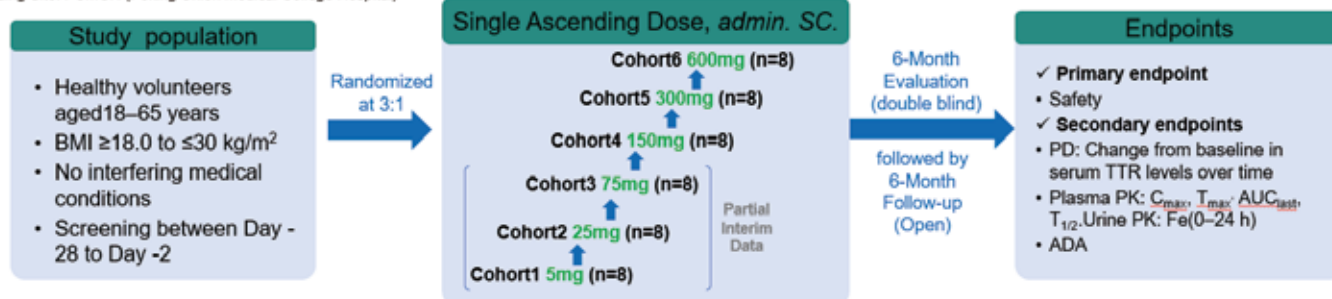 Study population
• Healthy volunteers
aged18–65 years
• BMI ≥18.0 to ≤30 kg/m²
• No interfering medical
conditions
• Screening between Day -
28 to Day -2
Randomized
at 3:1
Single Ascending Dose, admin. SC.
Cohort6 600mg (n=8)
Cohort5 300mg (n=8)
Cohort4 150mg (n=8)
Cohort3 75mg (n=8)
Cohort2 25mg (n=8)
Cohort1 5mg (n=8)
Partial
Interim
Data
6-Month
Evaluation
(double blind)
followed by
6-Month
Follow-up
(Open)
Endpoints
✓ Primary endpoint
• Safety
✓ Secondary endpoints
• PD: Change from baseline in
serum TTR levels over time
• Plasma PK: Cmax, Tmax, AUClast,
T1/2.Urine PK: Fe(0–24 h)
• ADA